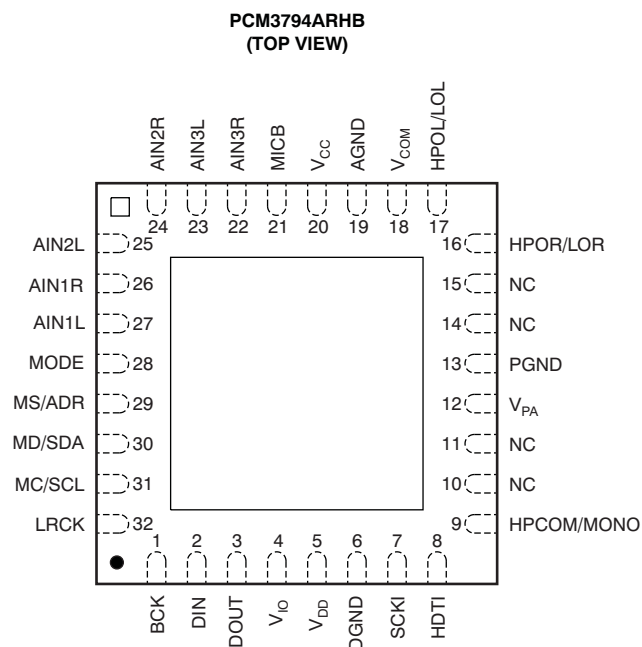 PCM3794ARHB
(TOP VIEW)
AIN2R
AIN3L
AIN3R
MICB
VCC
AGND
VCOM
HPOL/LOL
24 23 22 21 20 19 18 17
AIN2L 25 16 HPOR/LOR
AIN1R 26 15 NC
AIN1L 27 14 NC
MODE 28 13 PGND
MS/ADR 29 12 VPA
MD/SDA 30 11 NC
MC/SCL 31 10 NC
LRCK 32 9 HPCOM/MONO
1 2 3 4 5 6 7 8
BCK
DIN
DOUT
VIO
VDD
DGND
SCKI
HDTI